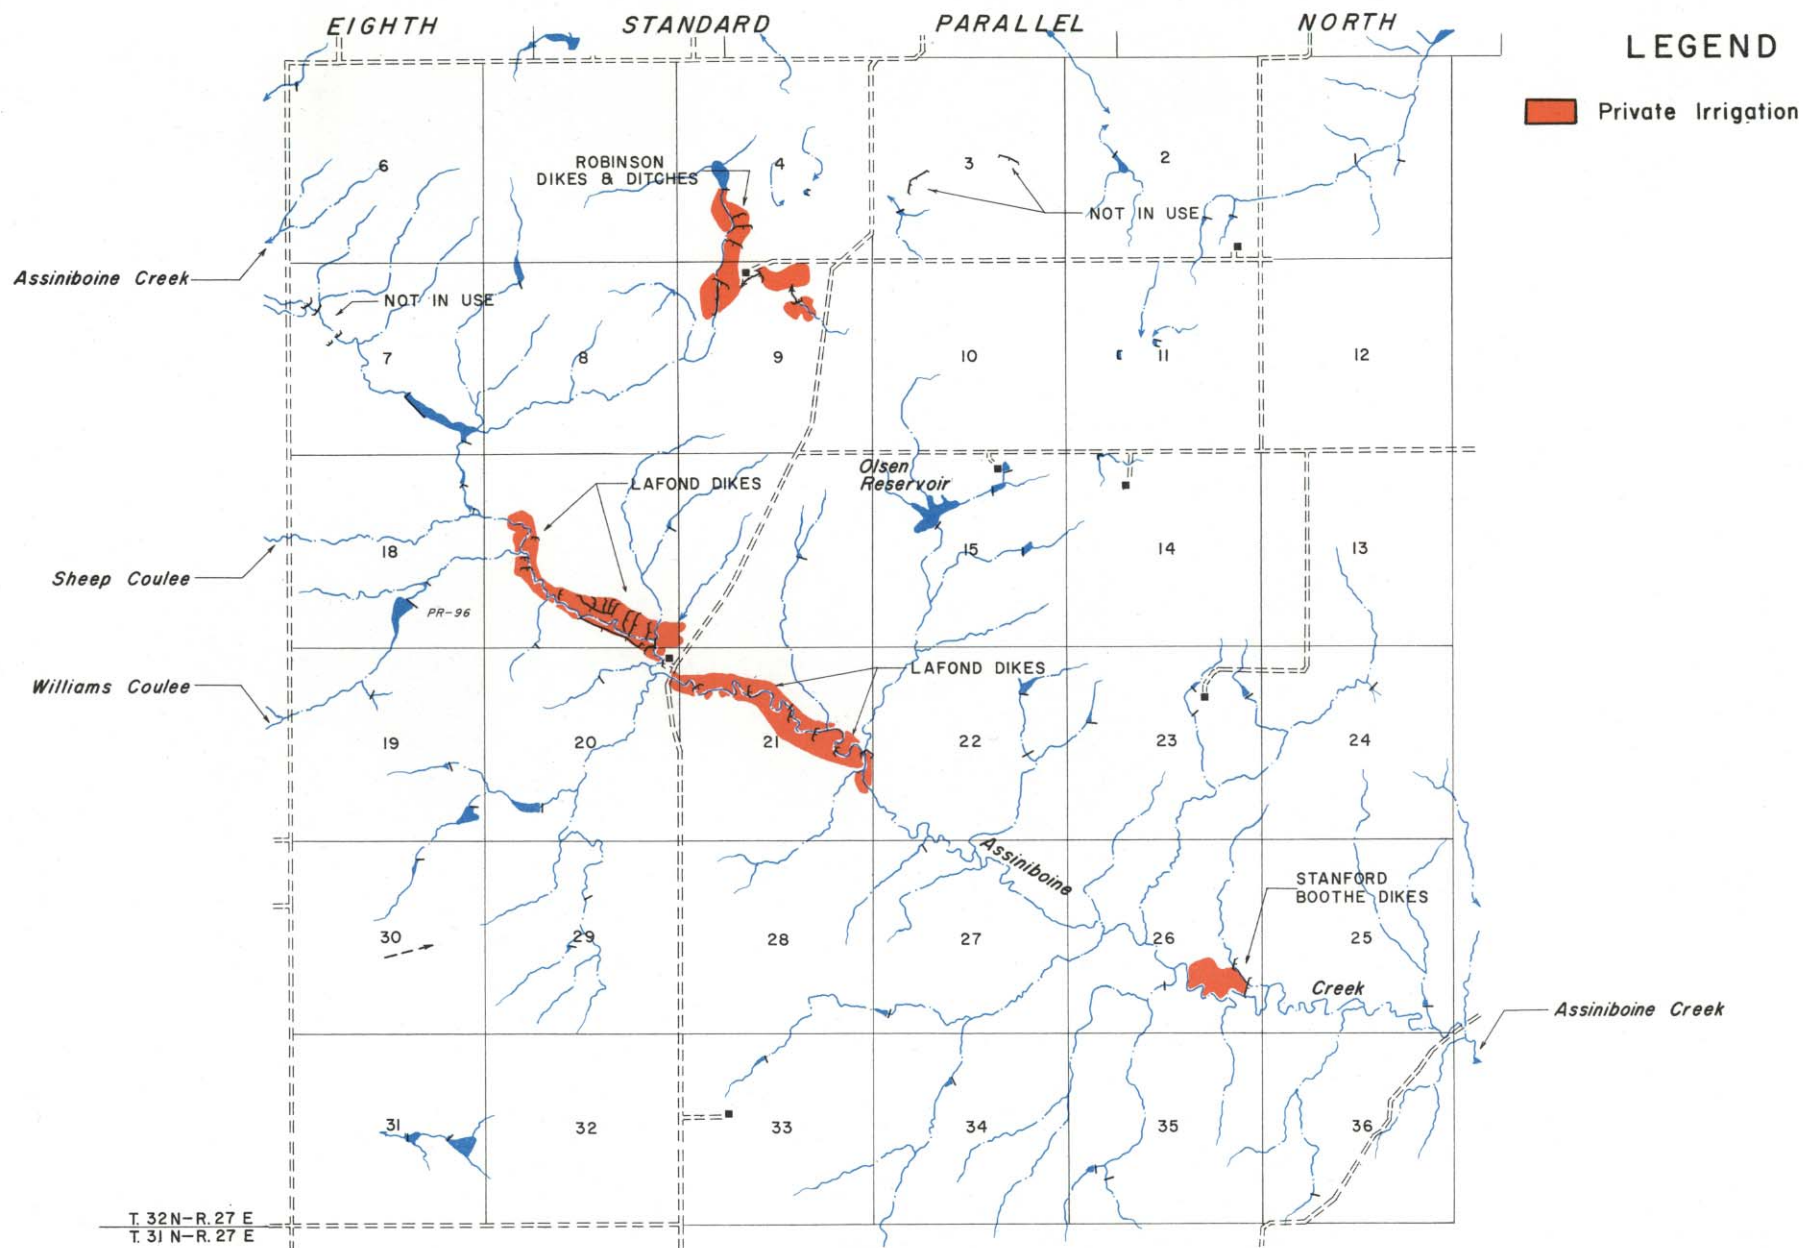 EIGHTH STANDARD PARALLEL NORTH
LEGEND
Private Irrigation
6
ROBINSON
DIKES & DITCHES
4
3
2
NOT IN USE
Assiniboine Creek
NOT IN USE
7
8
9
10
11
12
Olsen
Reservoir
LAFOND DIKES
18
15
14
13
Sheep Coulee
PR-96
Williams Coulee
LAFOND DIKES
19
20
21
22
23
24
Assiniboine
STANFORD
BOOTHE DIKES
30
29
28
27
26
25
Creek
Assiniboine Creek
31
32
33
34
35
36
T. 32N-R. 27 E
T. 31 N-R. 27 E